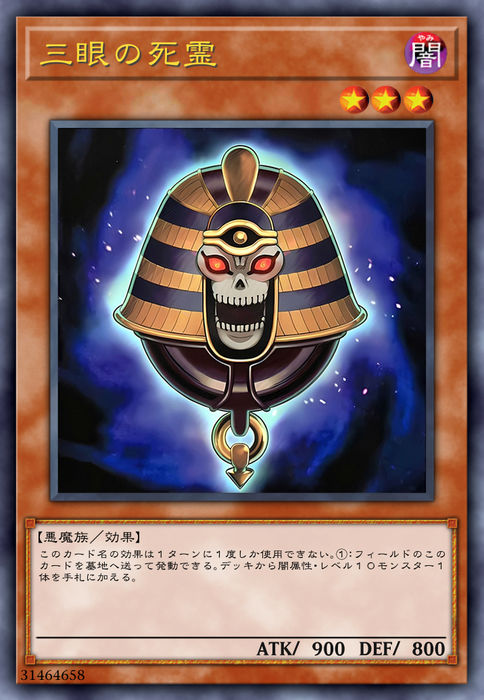 三眼の死霊
やみ
闇
【悪魔族／効果】
このカード名の効果は１ターンに１度しか使用できない。①：フィールドのこの
カードを墓地へ送って発動できる。デッキから闇属性・レベル１０モンスター１
体を手札に加える。
ATK/ 900 DEF/ 800
31464658